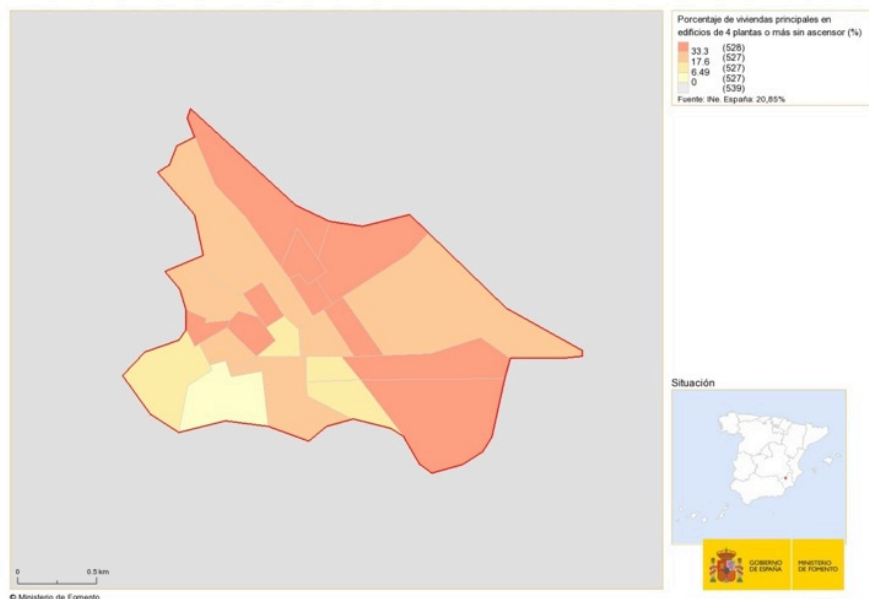 Porcentaje de viviendas principales en
edificios de 4 plantas o más sin ascensor (%)
(528)
33.3
(527)
17.6
(527)
6.49
(527)
0
(539)
Fuente: INe. España: 20,85%
Situación
GOBIERNO
DE ESPAÑA
MINISTERIO
DE FOMENTO
0
0.5 km
© Ministerio de Fomento